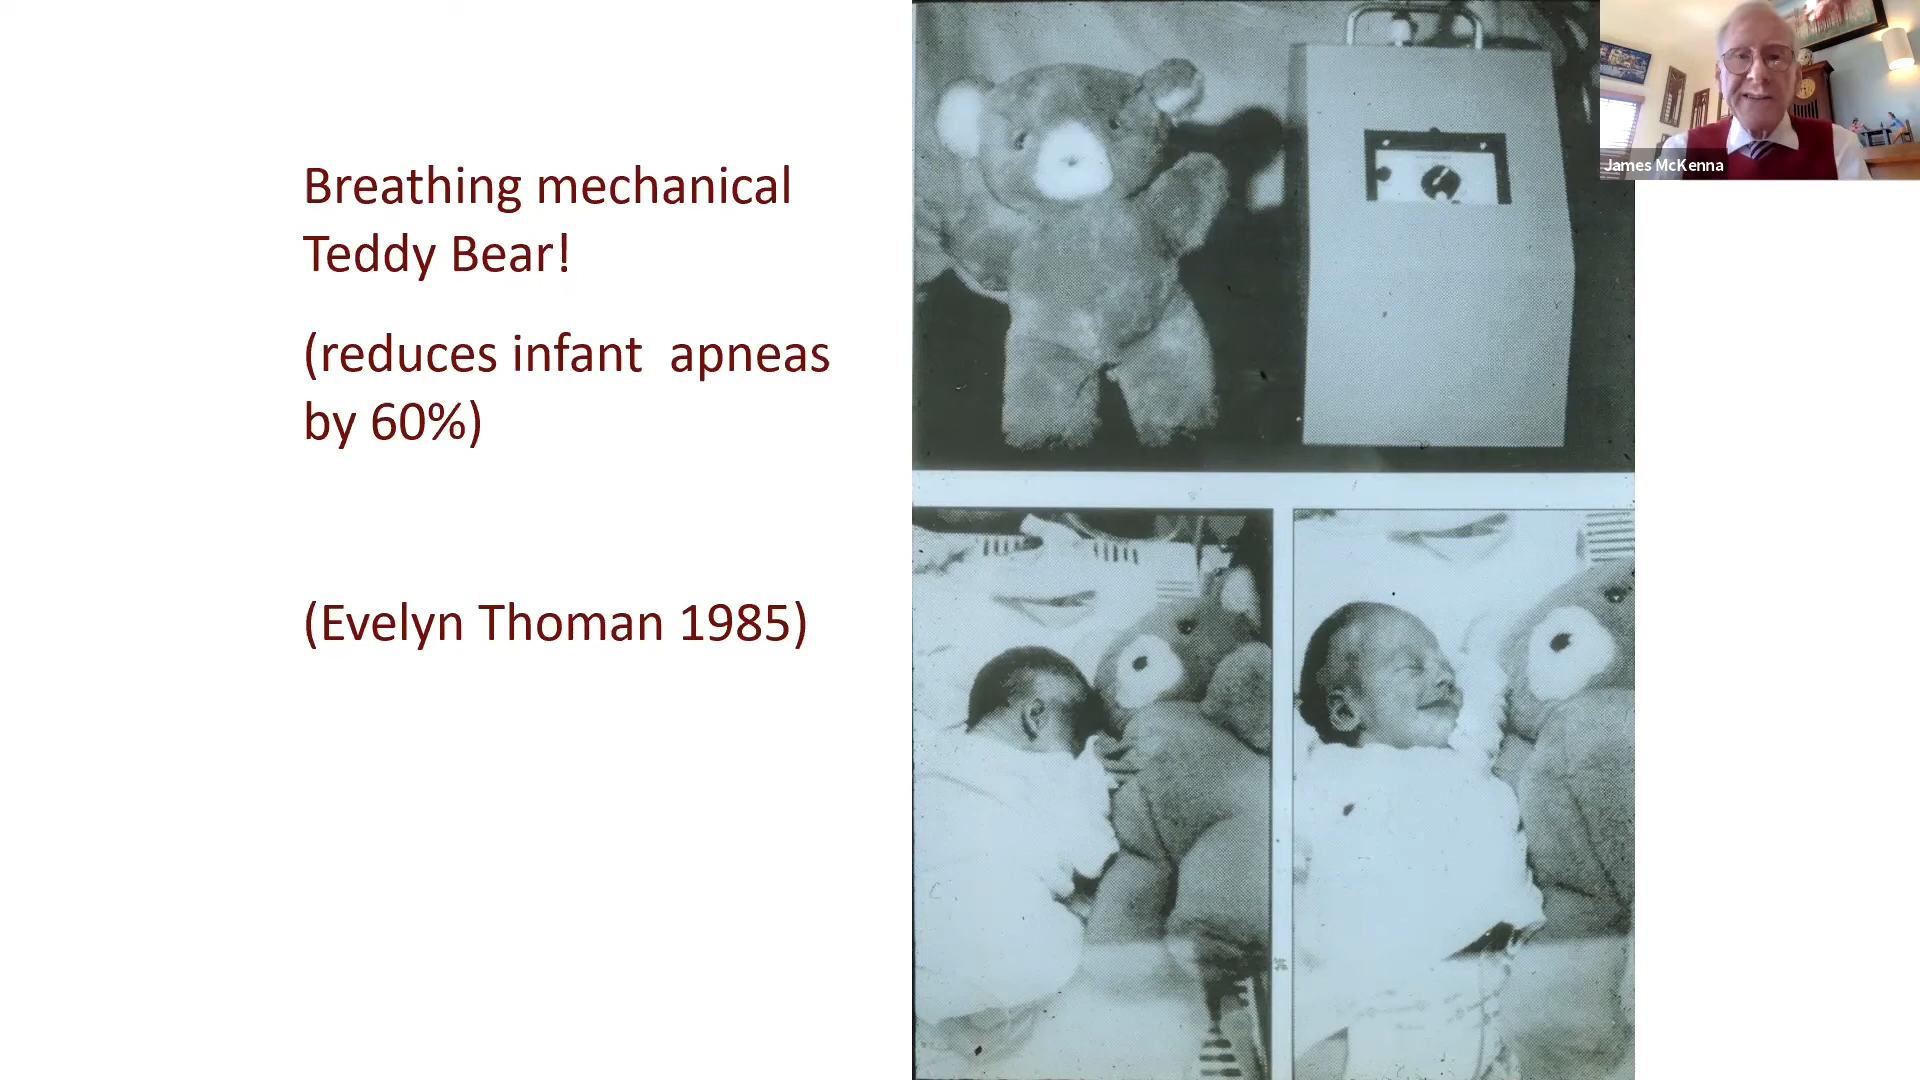 Breathing mechanical
Teddy Bear!
(reduces infant apneas
by 60%)
(Evelyn Thoman 1985)
James McKenna